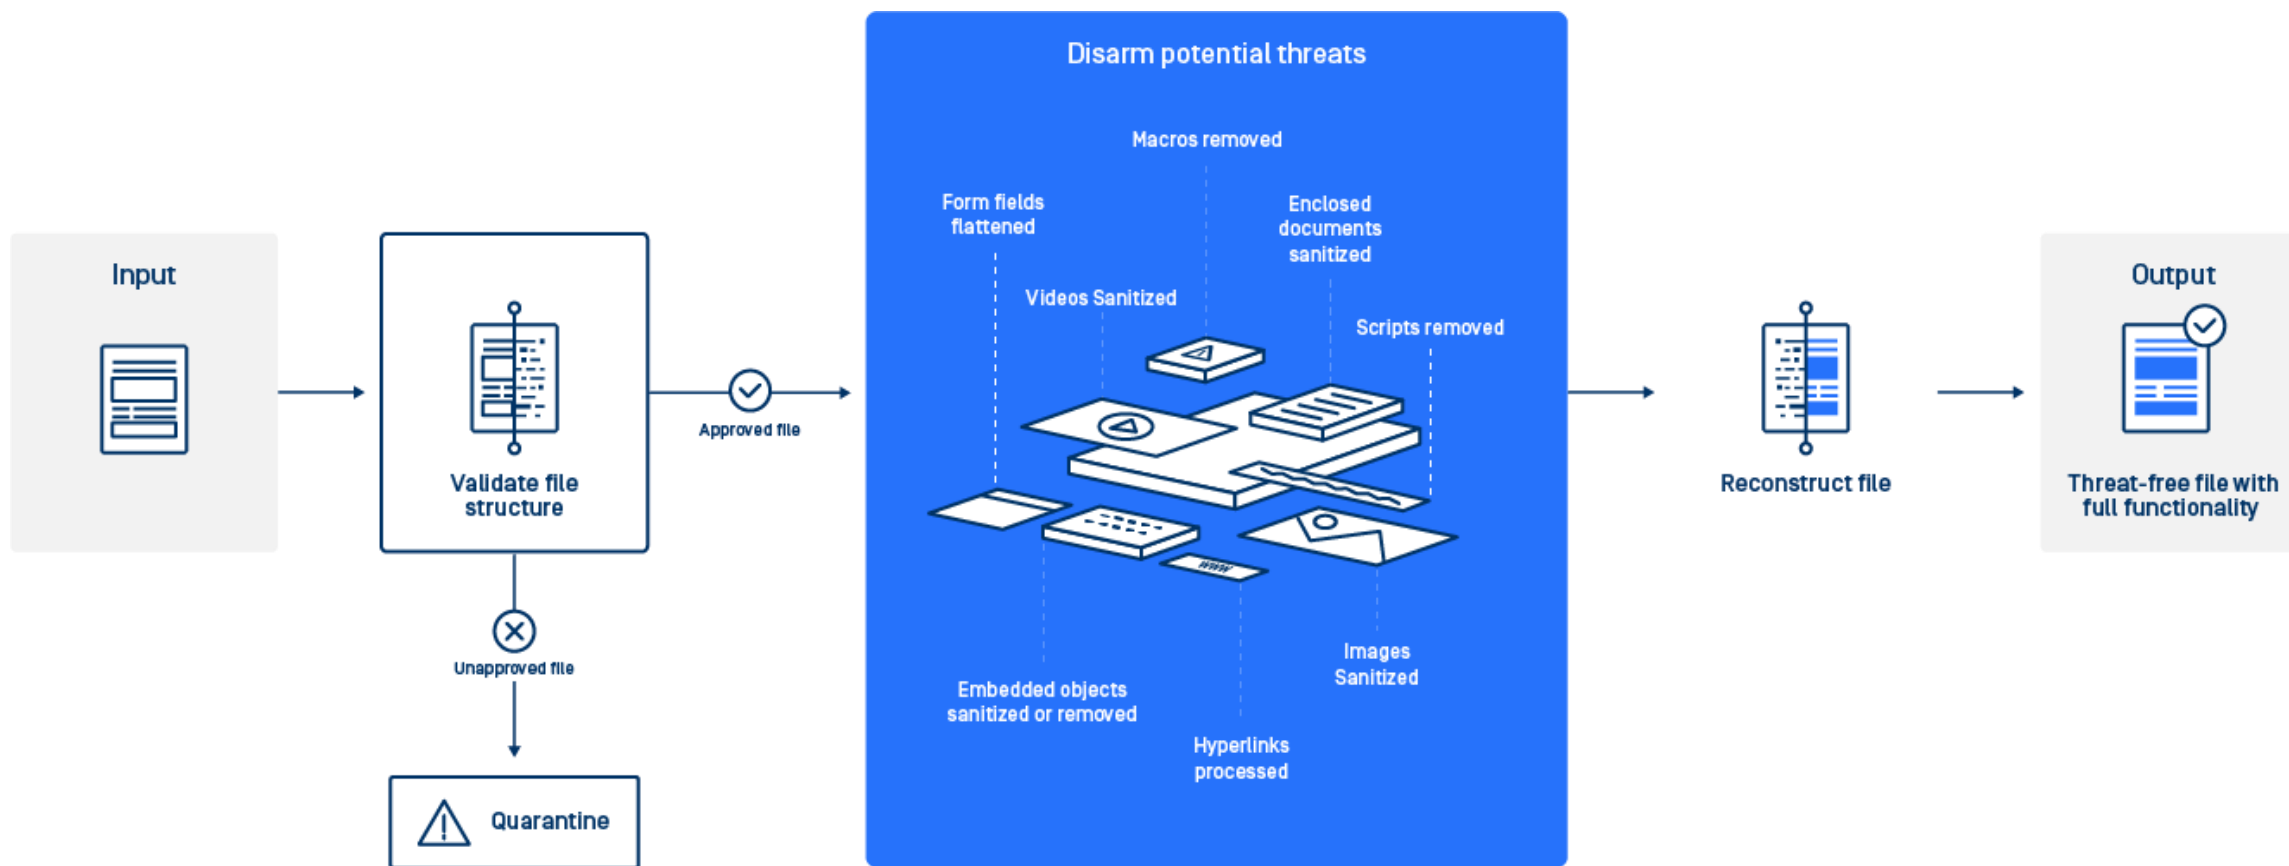 Disarm potential threats
Macros removed
Form fields
flattened
Enclosed
documents
sanitized
Videos Sanitized
Scripts removed
Input
Validate file
structure
Approved file
Unapproved file
Quarantine
www
Images
Sanitized
Embedded objects
sanitized or removed
Hyperlinks
processed
Reconstruct file
Output
Threat-free file with
full functionality